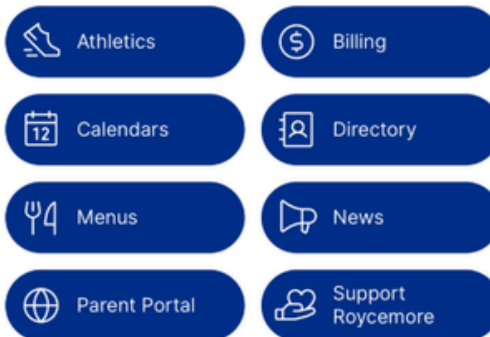 Athletics
Billing
12
Calendars
Directory
Menus
News
Parent Portal
Support
Roycemore